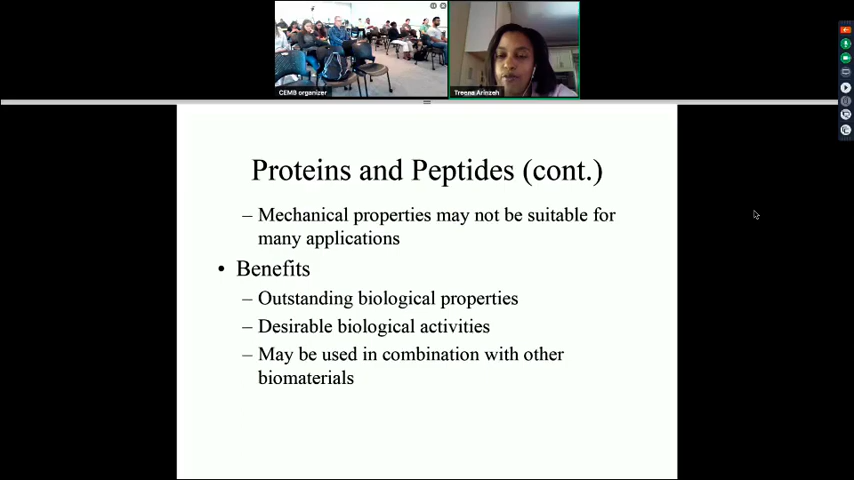 CEMB organizer
Treena Arinzeh
Proteins and Peptides (cont.)
– Mechanical properties may not be suitable for
many applications
• Benefits
– Outstanding biological properties
– Desirable biological activities
– May be used in combination with other
biomaterials